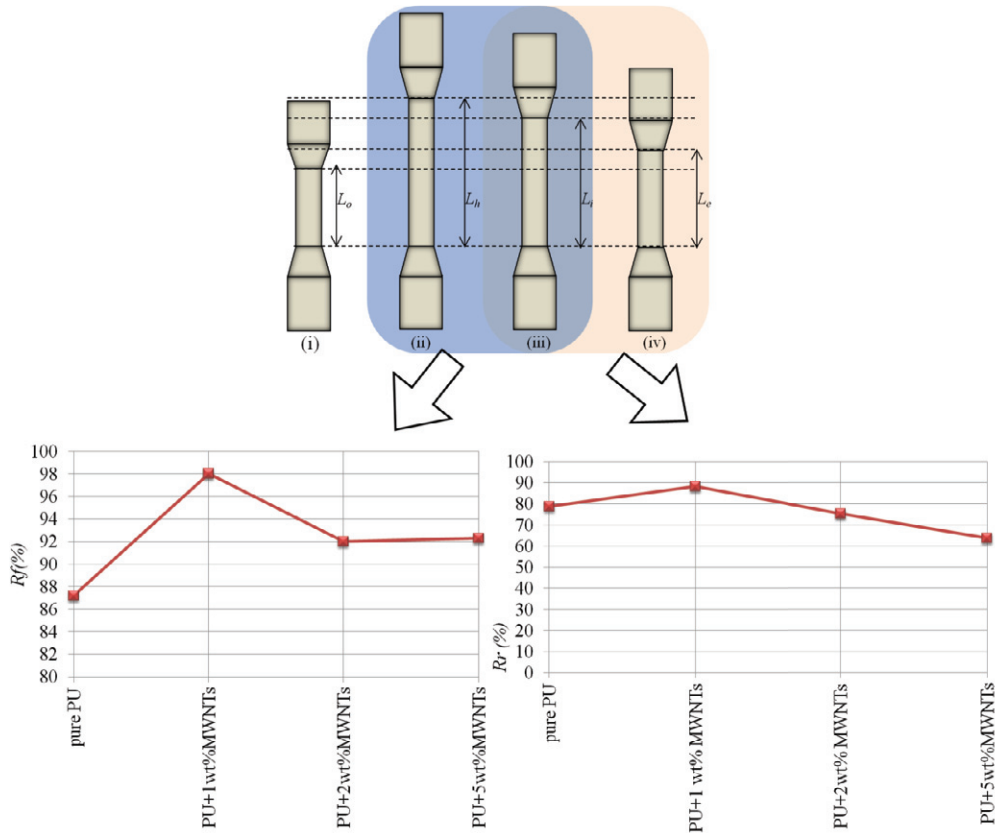 Lo
Lh
Li
Le
(i)
(ii)
(iii)
(iv)
Rf(%)
100
98
96
94
92
90
88
86
84
82
80
pure PU
PU+1wt%MWNTs
PU+2wt%MWNTs
PU+5wt%MWNTs
Rr (%)
100
90
80
70
60
50
40
30
20
10
0
pure PU
PU+1 wt% MWNTs
PU+2wt% MWNTs
PU+5wt%MWNTs